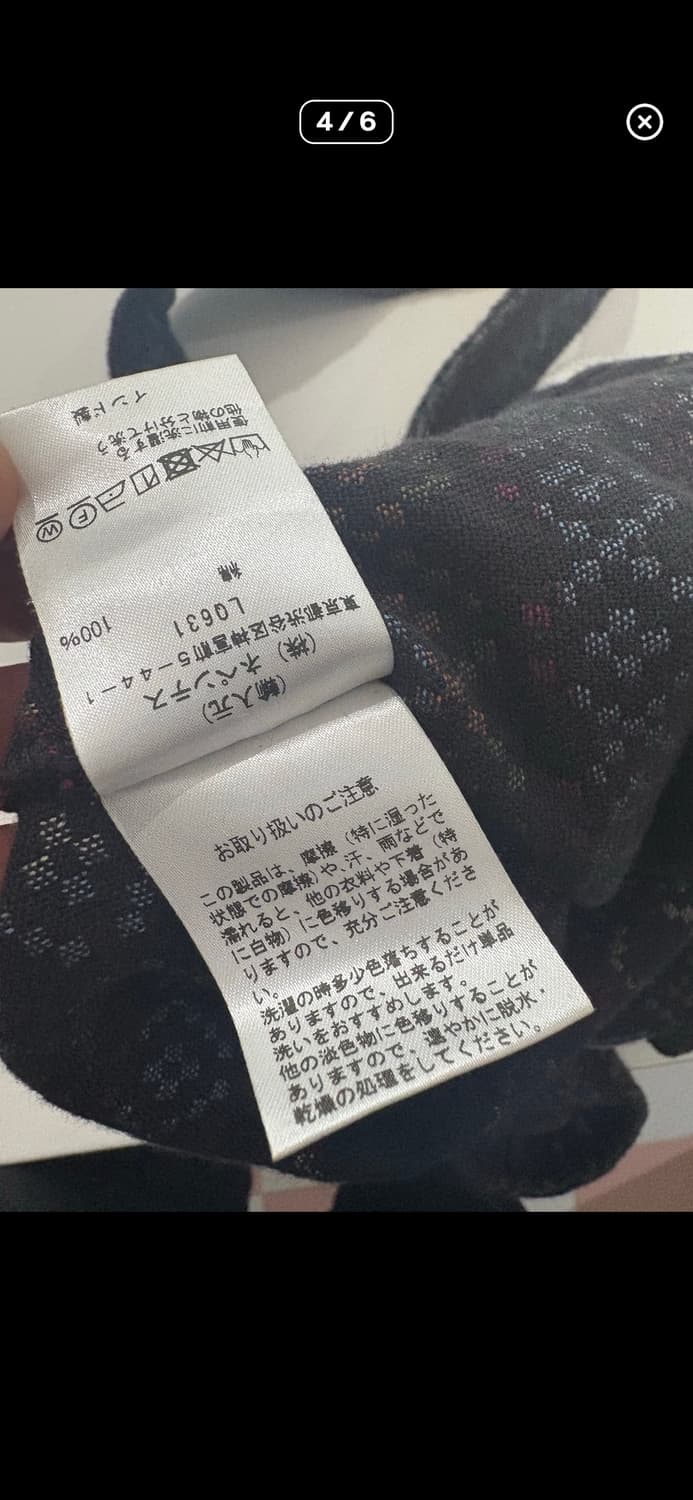 4/6
(輸入元)
(株)ネペンテス
東京都渋谷区神宮前5-44-1
LQ631
綿 100%
W
F
使用前に洗濯する
他の物と分けて洗う
インド製
お取り扱いのご注意
この製品は、摩擦（特に湿った
状態での摩擦）や、汗、雨などで
濡れると、他の衣料や下着（特
に白物）に色移りする場合があ
りますので、充分ご注意くださ
い。
洗濯の時多少色落ちすることが
ありますので、出来るだけ単品
洗いをおすすめします。
他の淡色物に色移りすることが
ありますので、速やかに脱水・
乾燥の処理をしてください。